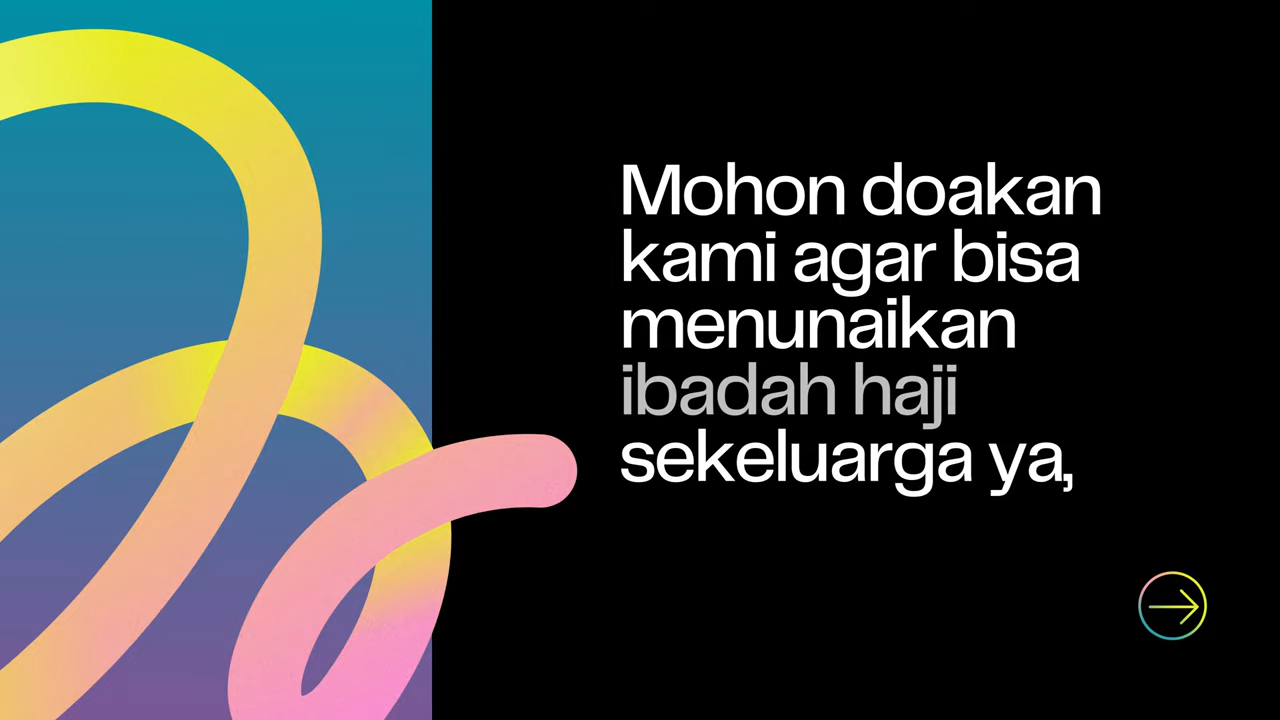 Mohon doakan
kami agar bisa
menunaikan
ibadah haji
sekeluarga ya,